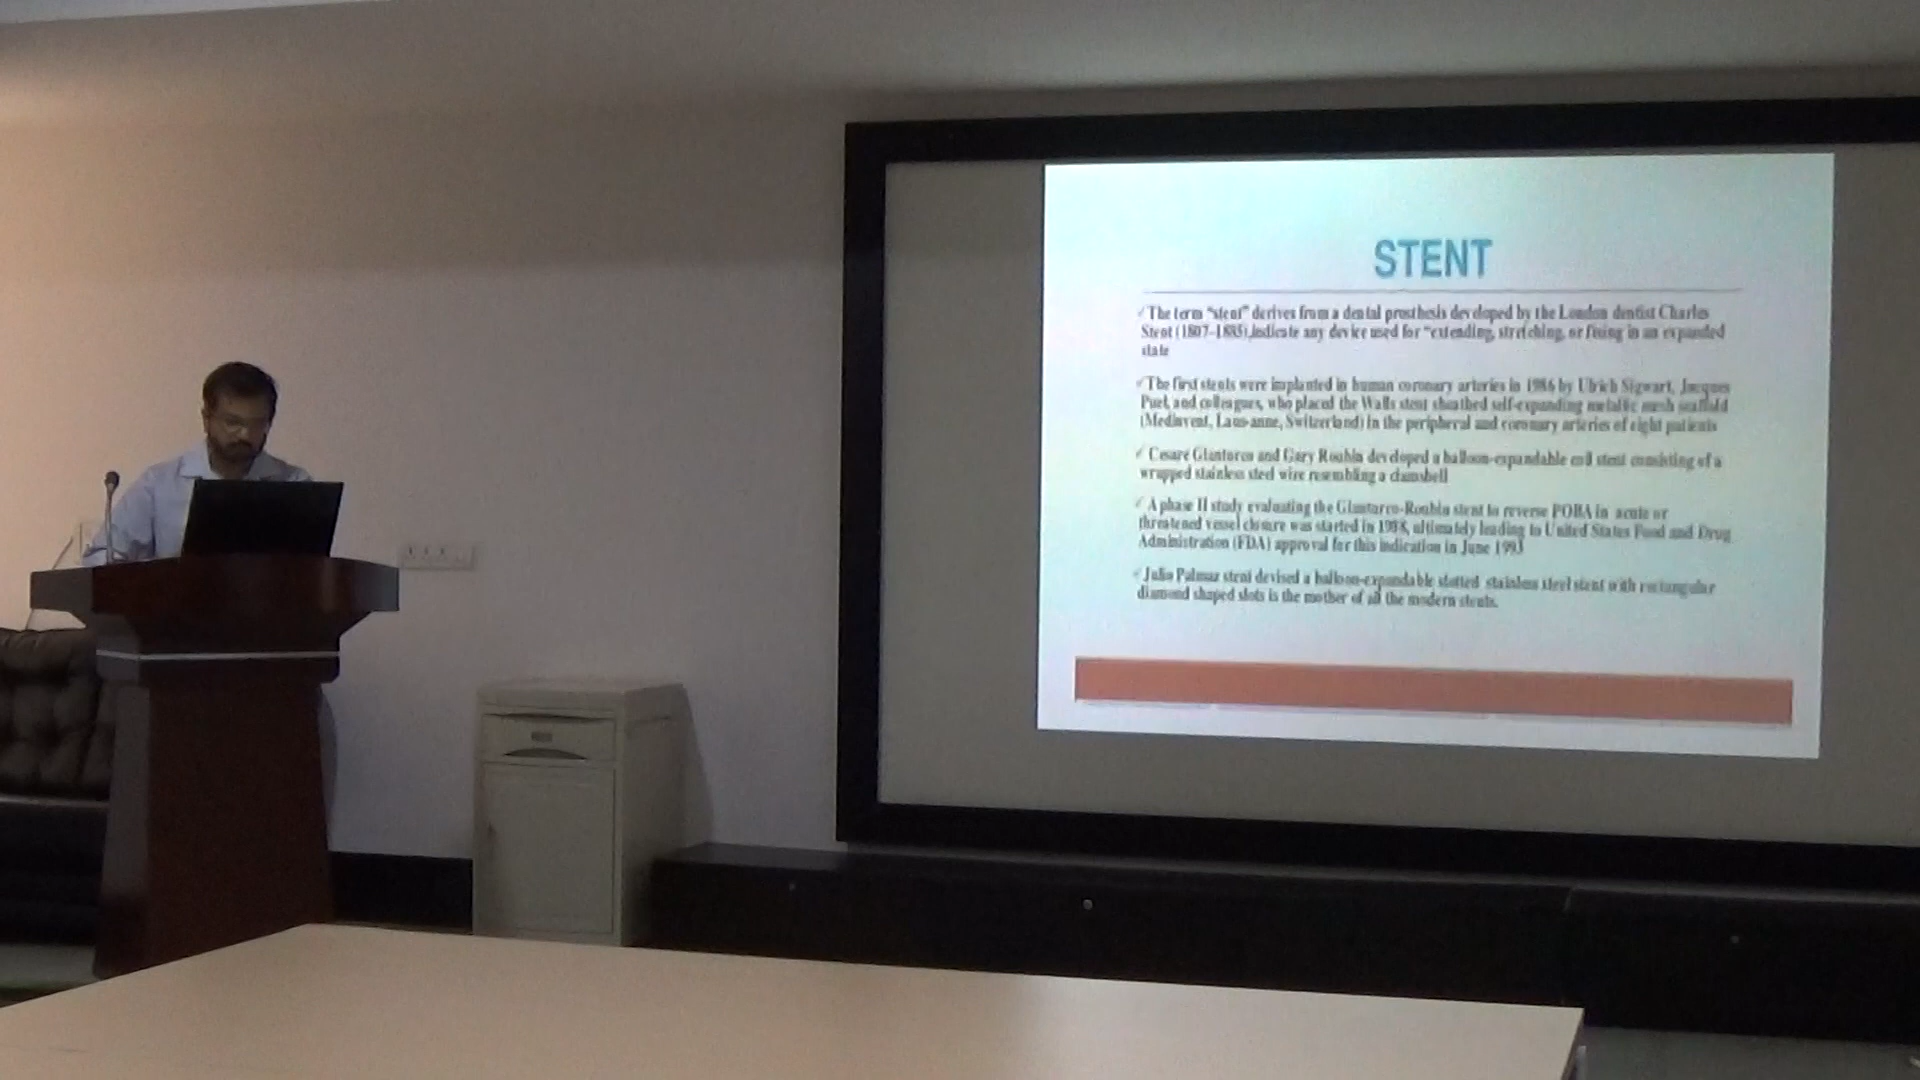 STENT
✓ The term "stent" derives from a dental prosthesis developed by the London dentist Charles
Stent (1807–1885),indicate any device used for "extending, stretching, or fixing in an expanded
state
✓ The first stents were implanted in human coronary arteries in 1986 by Ulrich Sigwart, Jacques
Puel, and colleagues, who placed the Walls stent sheathed self-expanding metallic mesh scaffold
(Medinvent, Laus-anne, Switzerland) in the peripheral and coronary arteries of eight patients
✓ Cesare Giantureo and Gary Roubin developed a balloon-expandable coil stent consisting of a
wrapped stainless steel wire resembling a clamshell
✓ A phase II study evaluating the Gianturco-Roubin stent to reverse POBA in acute or
threatened vessel closure was started in 1988, ultimately leading to United States Food and Drug
Administration (FDA) approval for this indication in June 1993
✓ Julio Palmaz stent devised a balloon-expandable slotted stainless steel stent with rectangular
diamond shaped slots is the mother of all the modern stents.